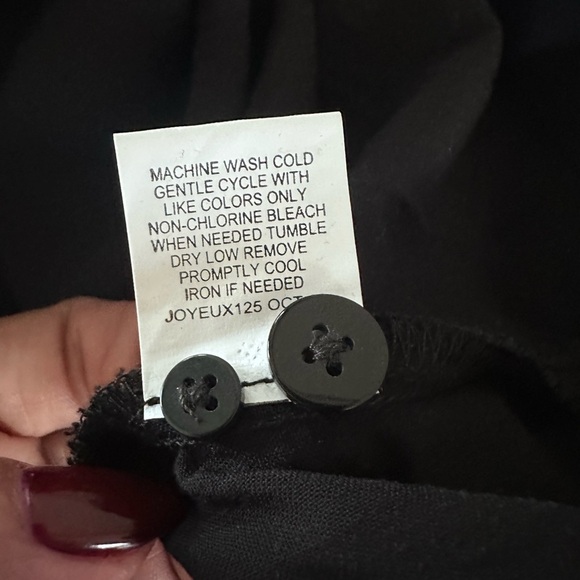 MACHINE WASH COLD
GENTLE CYCLE WITH
LIKE COLORS ONLY
NON-CHLORINE BLEACH
WHEN NEEDED TUMBLE
DRY LOW REMOVE
PROMPTLY COOL
IRON IF NEEDED
JOYEUX125 OCT